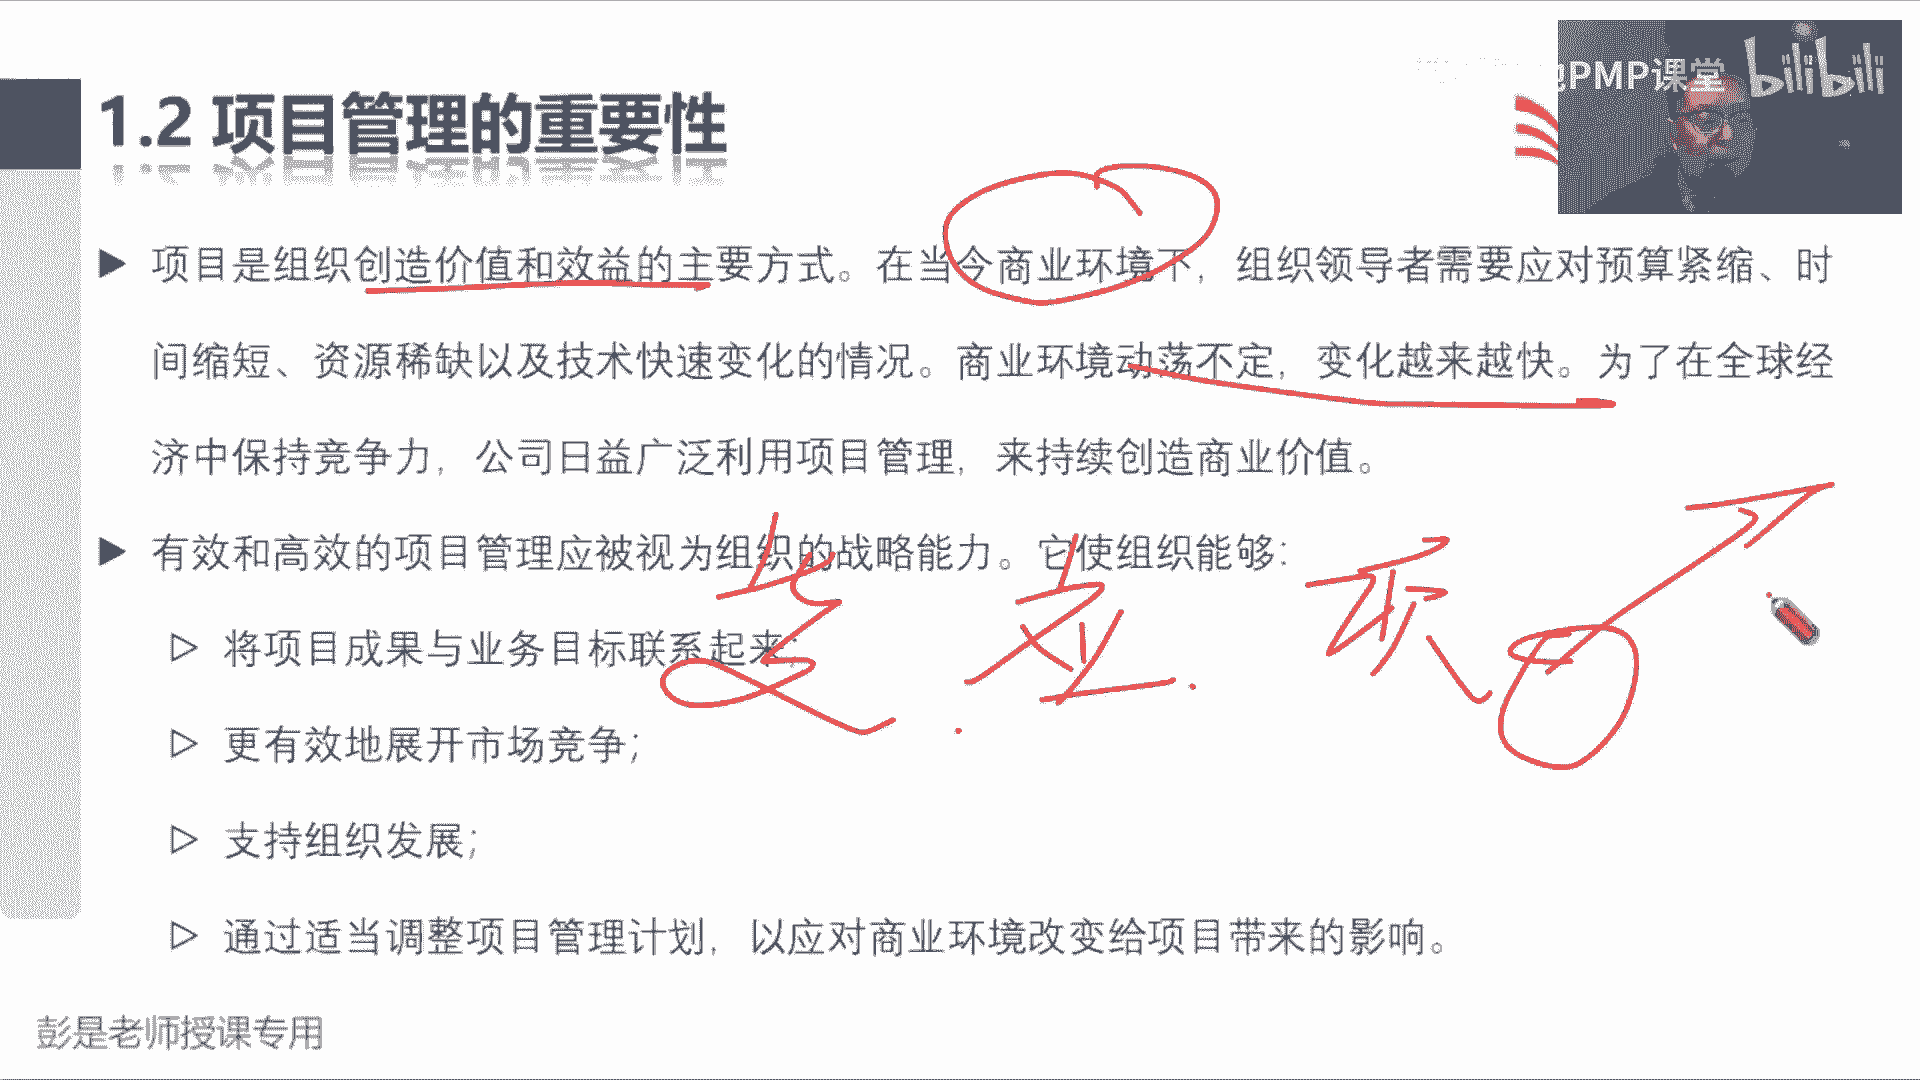 PMP课堂 bilibili
1.2 项目管理的重要性
项目是组织创造价值和效益的主要方式。在当今商业环境下，组织领导者需要应对预算紧缩、时
间缩短、资源稀缺以及技术快速变化的情况。商业环境动荡不定，变化越来越快。为了在全球经
济中保持竞争力，公司日益广泛利用项目管理，来持续创造商业价值。
有效和高效的项目管理应被视为组织的战略能力。它使组织能够：
将项目成果与业务目标联系起来；
更有效地展开市场竞争；
支持组织发展；
通过适当调整项目管理计划，以应对商业环境改变给项目带来的影响。
彭是老师授课专用